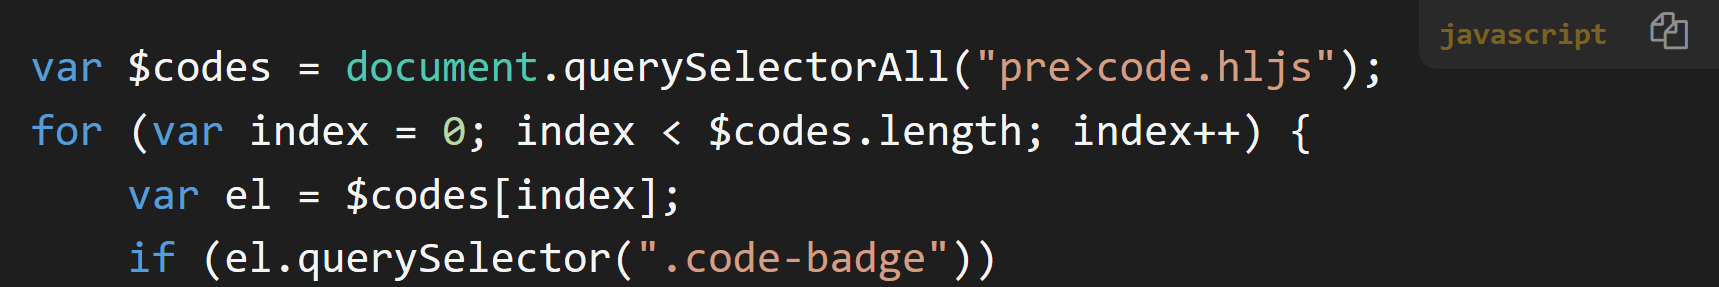 javascript
var $codes = document.querySelectorAll("pre>code.hljs");
for (var index = 0; index < $codes.length; index++) {
    var el = $codes[index];
    if (el.querySelector(".code-badge"))